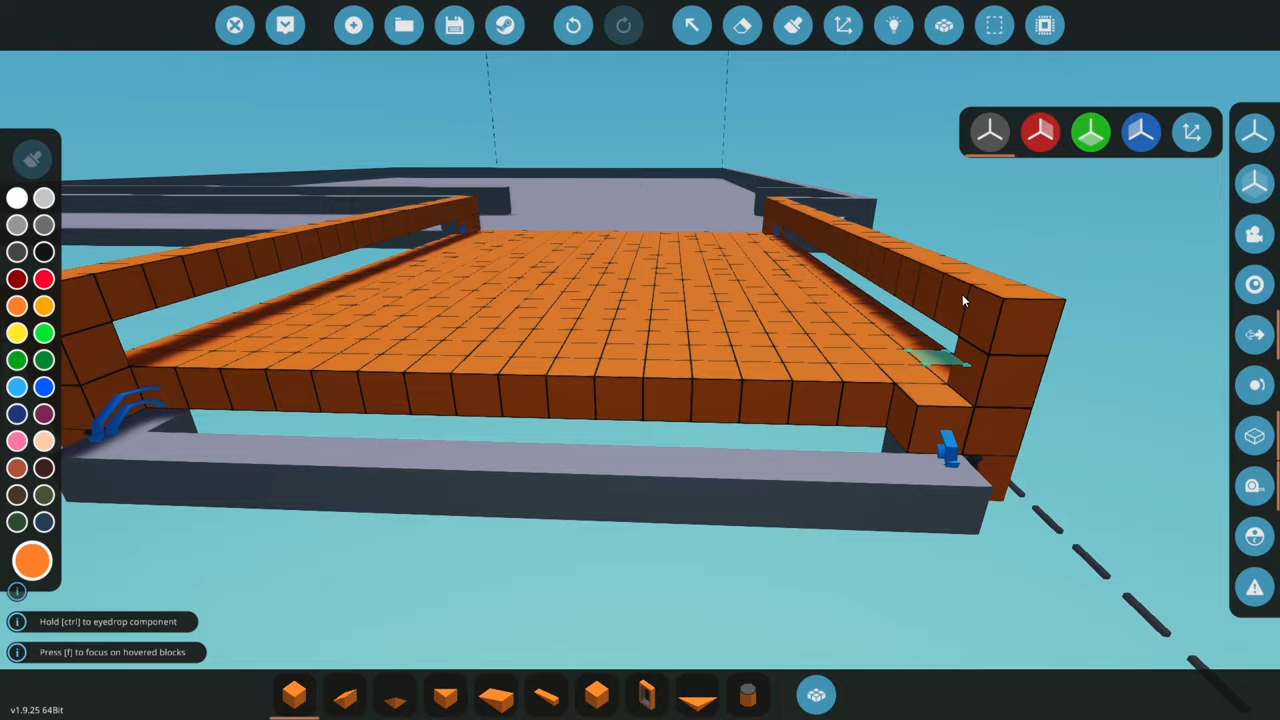 Hold [ctrl] to eyedrop component
Press [f] to focus on hovered blocks
v1.9.25 64Bit